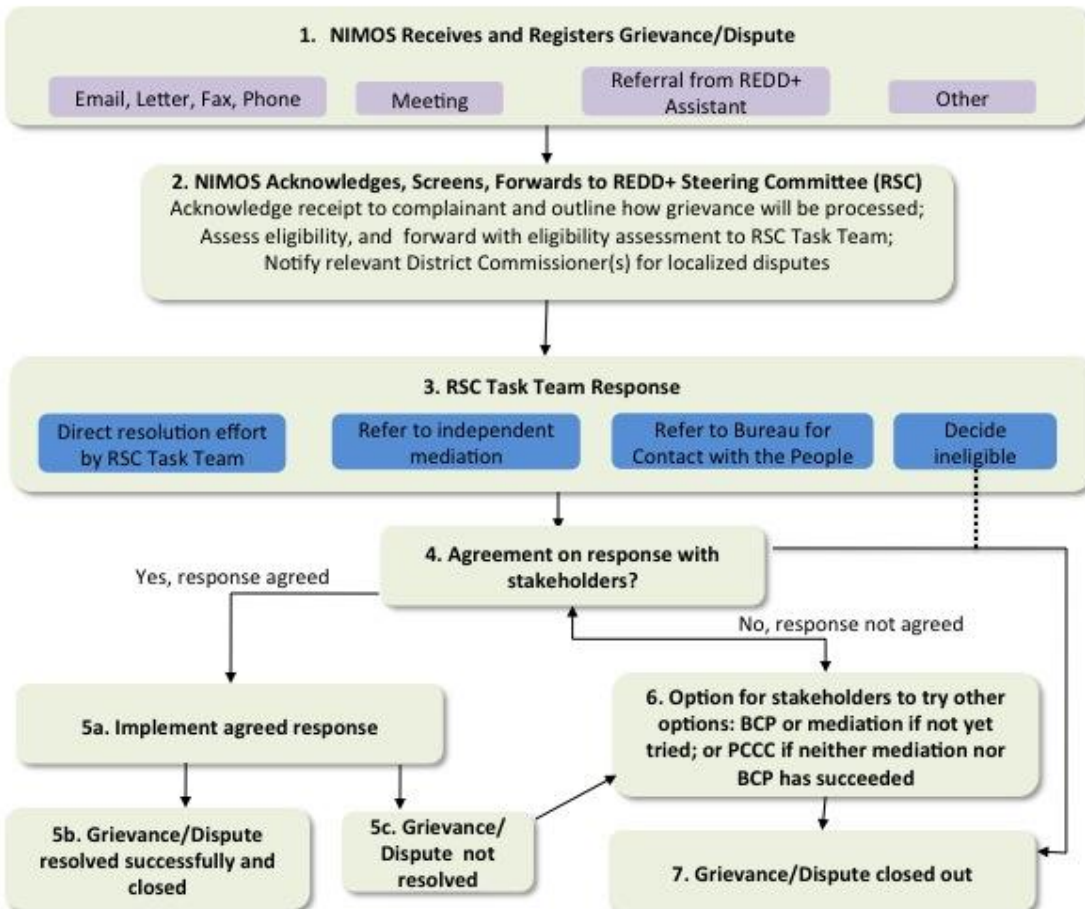 1. NIMOS Receives and Registers Grievance/Dispute
Email, Letter, Fax, Phone
Meeting
Referral from REDD+
Assistant
Other
2. NIMOS Acknowledges, Screens, Forwards to REDD+ Steering Committee (RSC)
Acknowledge receipt to complainant and outline how grievance will be processed;
Assess eligibility, and forward with eligibility assessment to RSC Task Team;
Notify relevant District Commissioner(s) for localized disputes
3. RSC Task Team Response
Direct resolution effort
by RSC Task Team
Refer to independent
mediation
Refer to Bureau for
Contact with the People
Decide
ineligible
4. Agreement on response with
stakeholders?
Yes, response agreed
No, response not agreed
5a. Implement agreed response
6. Option for stakeholders to try other
options: BCP or mediation if not yet
tried; or PCCC if neither mediation nor
BCP has succeeded
5b. Grievance/Dispute
resolved successfully and
closed
5c. Grievance/
Dispute not
resolved
7. Grievance/Dispute closed out